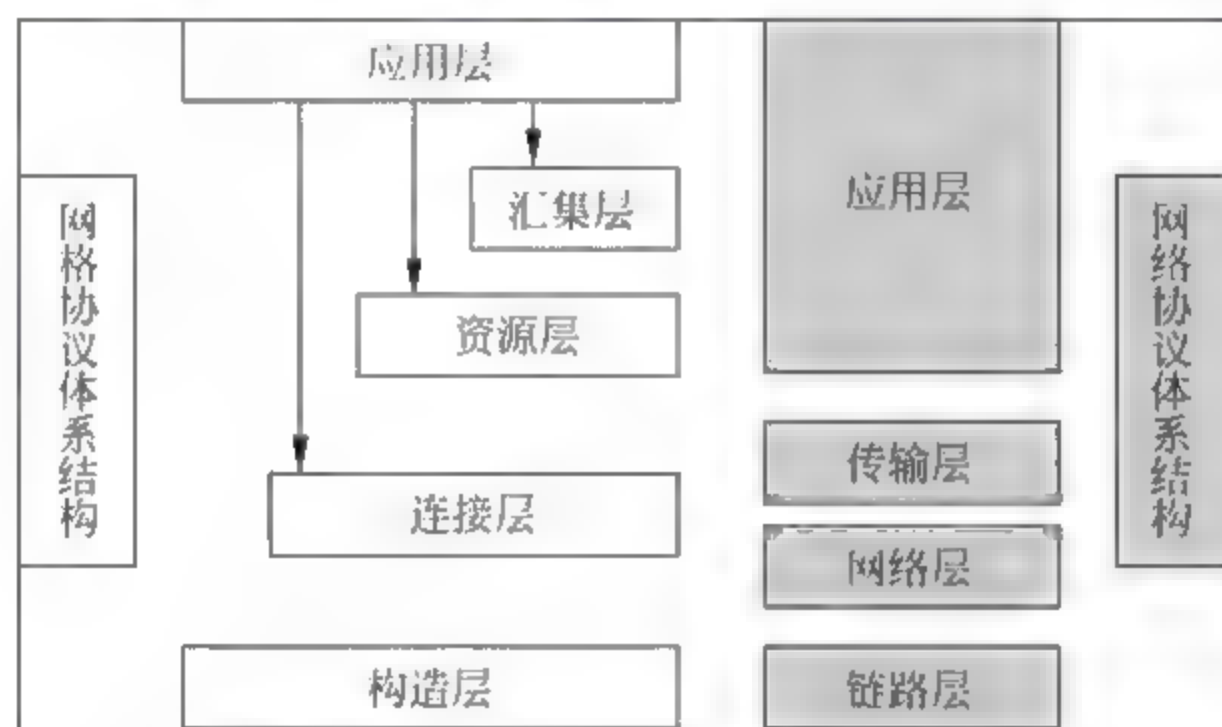 网格协议体系结构
应用层
汇集层
资源层
连接层
构造层
应用层
传输层
网络层
链路层
网络协议体系结构